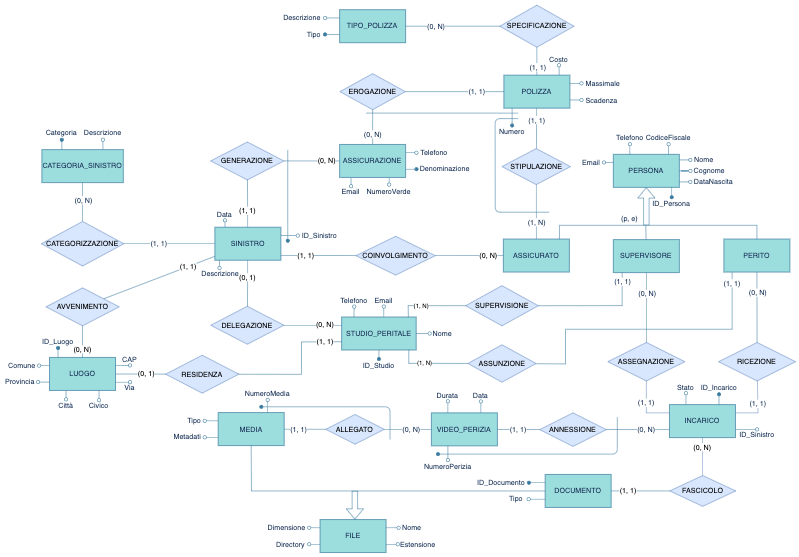 Descrizione
TIPO_POLIZZA
(0, N)
SPECIFICAZIONE
Tipo
(1, 1)
Costo
EROGAZIONE
(1, 1)
POLIZZA
Massimale
Scadenza
(1, 1)
Numero
(0, N)
Categoria
Descrizione
Telefono
CodiceFiscale
CATEGORIA_SINISTRO
GENERAZIONE
(0, N)
ASSICURAZIONE
Telefono
Denominazione
Email
NumeroVerde
STIPULAZIONE
Email
PERSONA
Nome
Cognome
DataNascita
ID_Persona
(0, N)
(1, 1)
Data
(1, N)
(p, e)
CATEGORIZZAZIONE
(1, 1)
SINISTRO
ID_Sinistro
(1, 1)
COINVOLGIMENTO
(0, N)
ASSICURATO
SUPERVISORE
PERITO
(1, 1)
Descrizione
(0, 1)
(1, 1)
(0, N)
(1, 1)
(0, N)
AVVENIMENTO
Telefono
Email
(1, N)
SUPERVISIONE
DELEGAZIONE
(0, N)
STUDIO_PERITALE
Nome
(1, 1)
ID_Luogo
(0, N)
ID_Studio
(1, N)
ASSUNZIONE
ASSEGNAZIONE
RICEZIONE
Comune
CAP
Provincia
LUOGO
(0, 1)
RESIDENZA
Via
Città
Civico
NumeroMedia
Durata
Data
Stato
ID_Incarico
(1, 1)
(1, 1)
Tipo
Metadati
MEDIA
(1, 1)
ALLEGATO
(0, N)
VIDEO_PERIZIA
(1, 1)
ANNESSIONE
(0, N)
INCARICO
ID_Sinistro
(0, N)
NumeroPerizia
ID_Documento
Tipo
DOCUMENTO
(1, 1)
FASCICOLO
Dimensione
Directory
FILE
Nome
Estensione